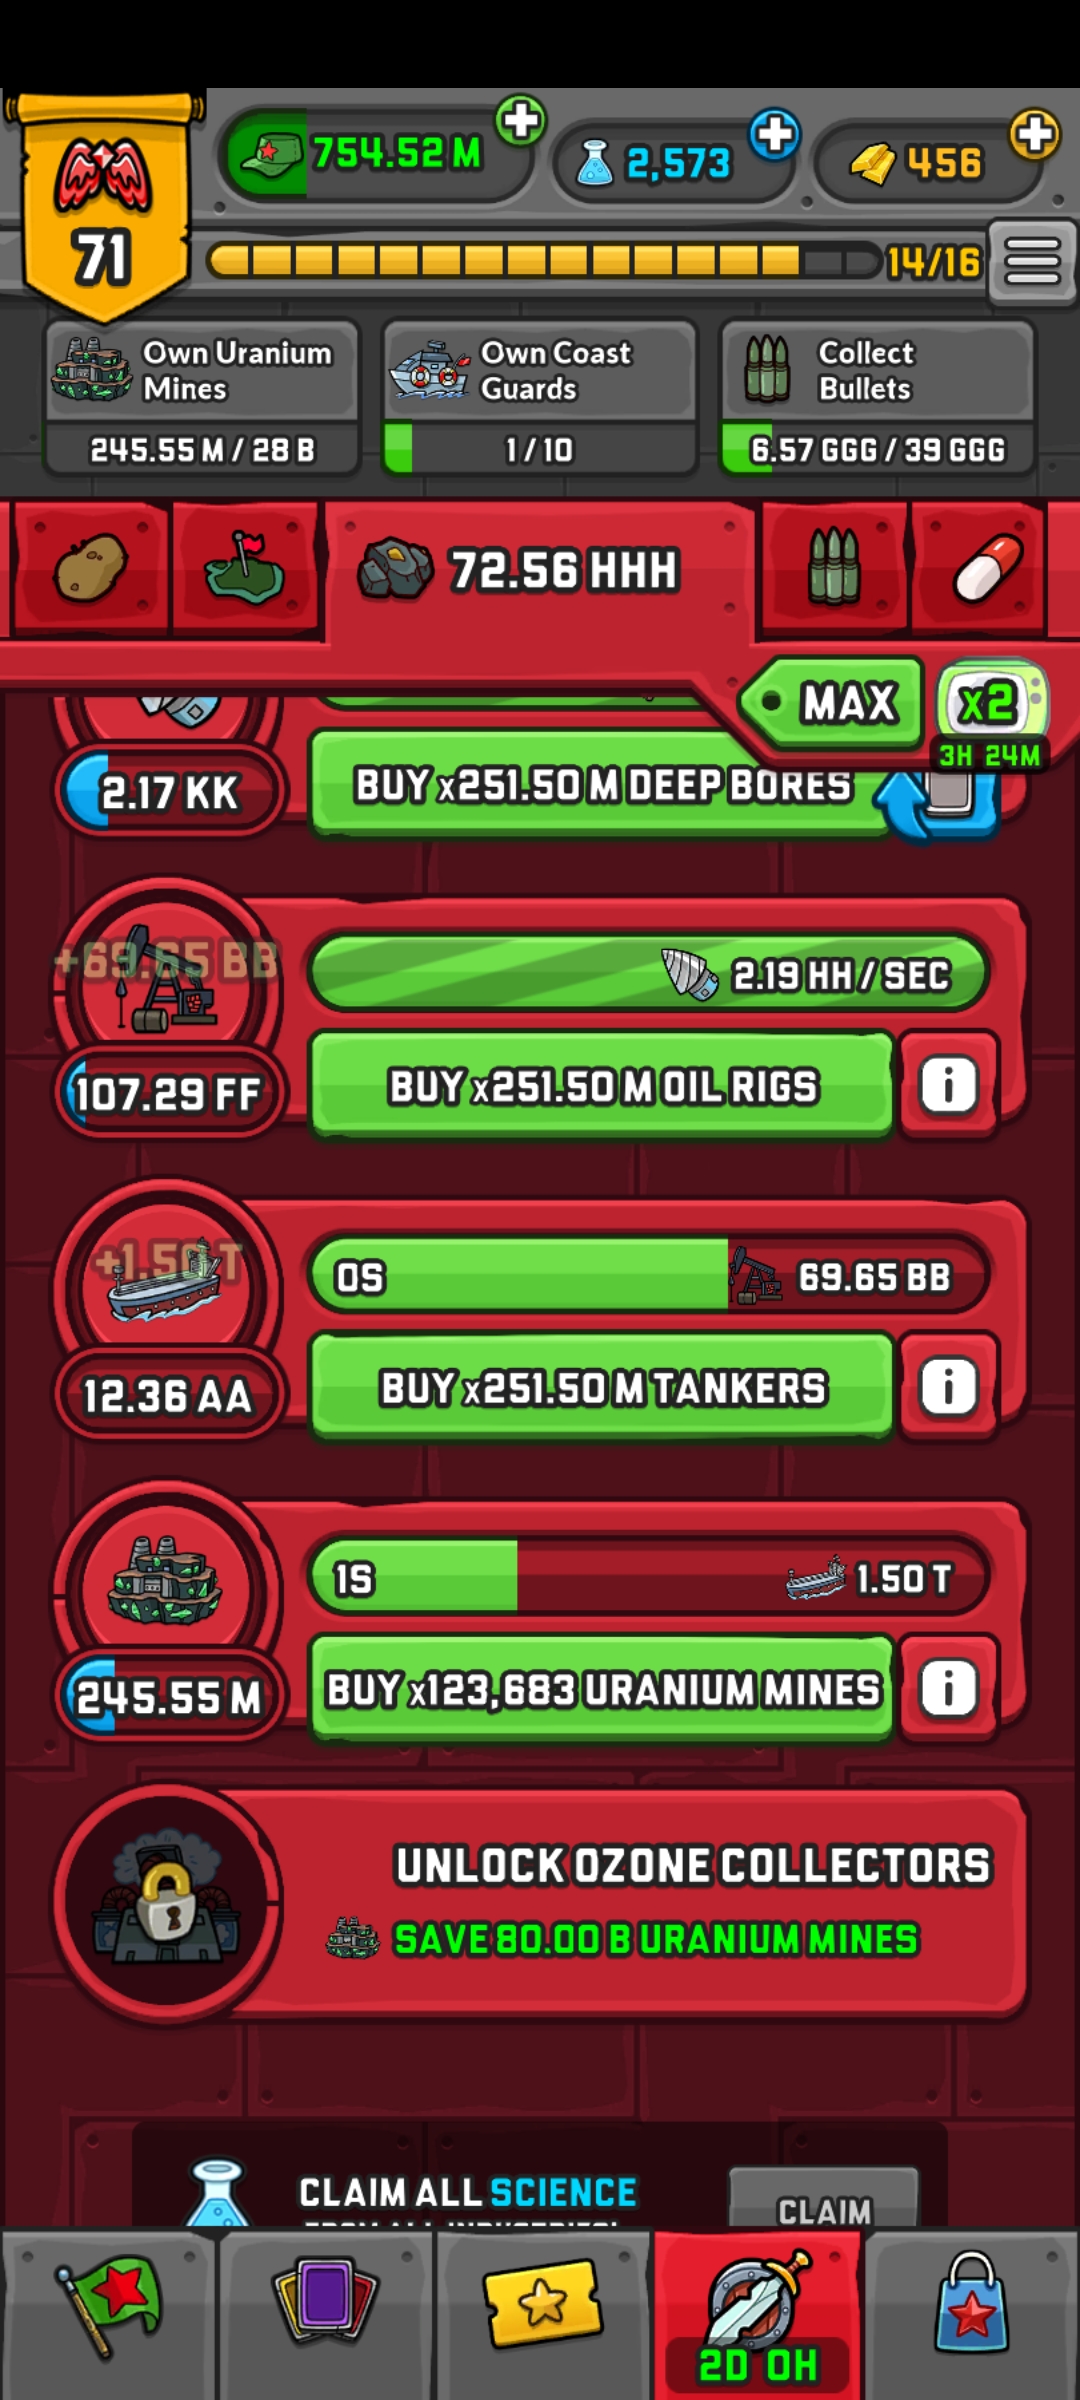 754.52 M
2,573
456
71
14/16
Own Uranium
Mines
245.55 M / 28 B
Own Coast
Guards
1 / 10
Collect
Bullets
6.57 GGG / 39 GGG
72.56 HHH
MAX
x2
3H 24M
2.17 KK
BUY x251.50 M DEEP BORES
+69.65 BB
2.19 HH / SEC
107.29 FF
BUY x251.50 M OIL RIGS
i
+1.50 T
0S
69.65 BB
12.36 AA
BUY x251.50 M TANKERS
i
1S
1.50 T
245.55 M
BUY x123,683 URANIUM MINES
i
UNLOCK OZONE COLLECTORS
SAVE 80.00 B URANIUM MINES
CLAIM ALL SCIENCE
CLAIM
2D 0H